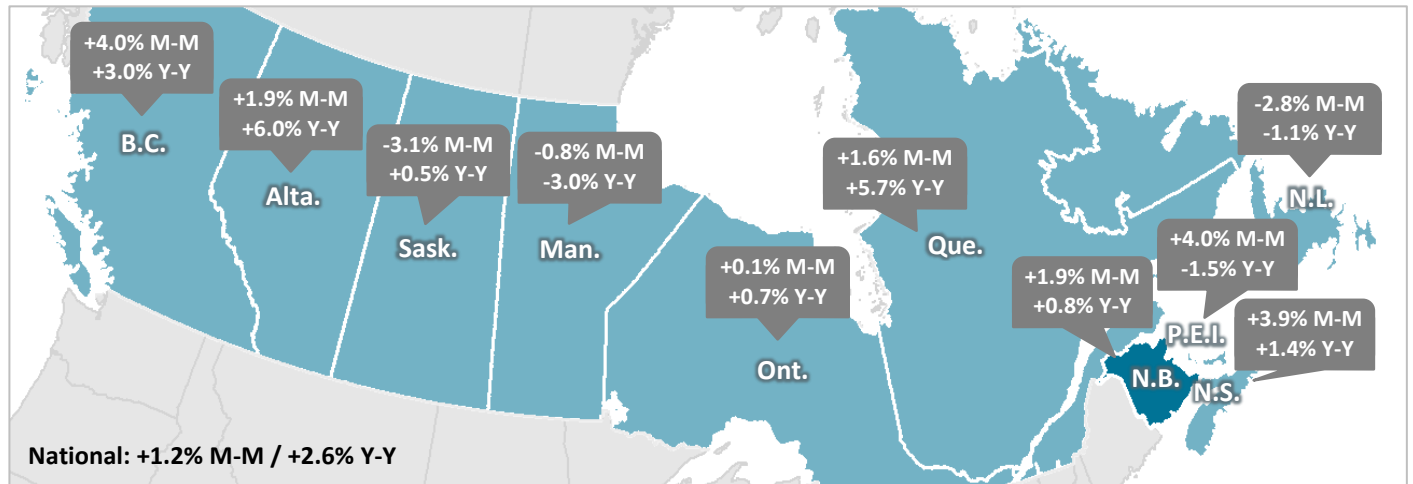 +4.0% M-M
+3.0% Y-Y
B.C.
+1.9% M-M
+6.0% Y-Y
Alta.
-3.1% M-M
+0.5% Y-Y
Sask.
-0.8% M-M
-3.0% Y-Y
Man.
+0.1% M-M
+0.7% Y-Y
Ont.
+1.6% M-M
+5.7% Y-Y
Que.
-2.8% M-M
-1.1% Y-Y
N.L.
+4.0% M-M
-1.5% Y-Y
P.E.I.
+1.9% M-M
+0.8% Y-Y
N.B.
+3.9% M-M
+1.4% Y-Y
N.S.
National: +1.2% M-M / +2.6% Y-Y